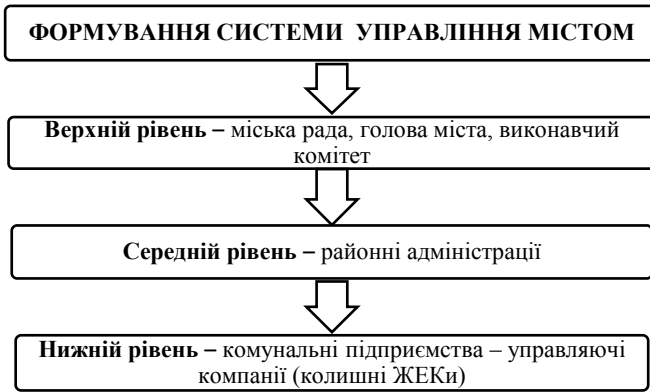 ФОРМУВАННЯ СИСТЕМИ УПРАВЛІННЯ МІСТОМ
Верхній рівень – міська рада, голова міста, виконавчий
комітет
Середній рівень – районні адміністрації
Нижній рівень – комунальні підприємства – управляючі
компанії (колишні ЖЕКи)